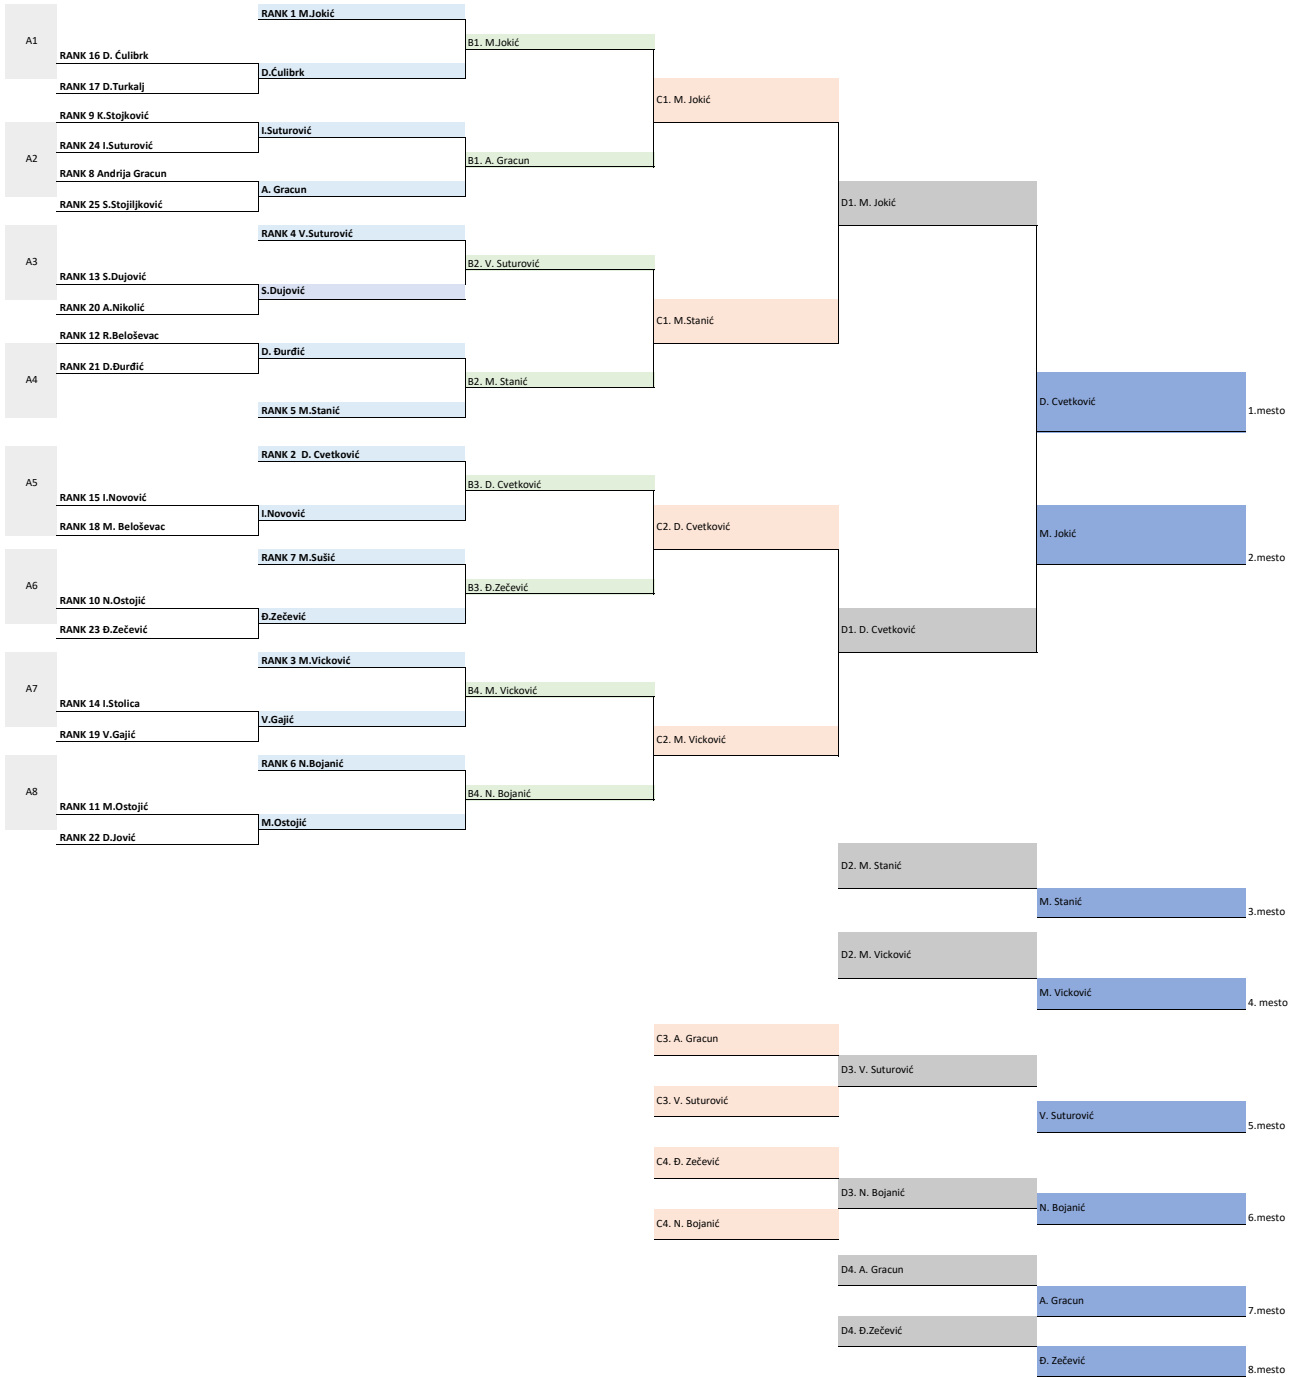 RANK 1 M.Jokić
A1
B1. M.Jokić
RANK 16 D. Ćulibrk
D.Ćulibrk
RANK 17 D.Turkalj
C1. M. Jokić
RANK 9 K.Stojković
I.Suturović
RANK 24 I.Suturović
A2
B1. A. Gracun
RANK 8 Andrija Gracun
A. Gracun
RANK 25 S.Stojiljković
D1. M. Jokić
RANK 4 V.Suturović
A3
B2. V. Suturović
RANK 13 S.Dujović
S.Dujović
RANK 20 A.Nikolić
C1. M.Stanić
RANK 12 R.Beloševac
D. Đurđić
RANK 21 D.Đurđić
A4
B2. M. Stanić
D. Cvetković
1.mesto
RANK 5 M.Stanić
RANK 2  D. Cvetković
A5
B3. D. Cvetković
RANK 15 I.Novović
I.Novović
RANK 18 M. Beloševac
C2. D. Cvetković
M. Jokić
2.mesto
RANK 7 M.Sušić
A6
B3. Đ.Zečević
RANK 10 N.Ostojić
Đ.Zečević
RANK 23 Đ.Zečević
D1. D. Cvetković
RANK 3 M.Vicković
A7
B4. M. Vicković
RANK 14 I.Stolica
V.Gajić
RANK 19 V.Gajić
C2. M. Vicković
RANK 6 N.Bojanić
A8
B4. N. Bojanić
RANK 11 M.Ostojić
M.Ostojić
RANK 22 D.Jović
D2. M. Stanić
M. Stanić
3.mesto
D2. M. Vicković
M. Vicković
4. mesto
C3. A. Gracun
D3. V. Suturović
C3. V. Suturović
V. Suturović
5.mesto
C4. Đ. Zečević
D3. N. Bojanić
N. Bojanić
6.mesto
C4. N. Bojanić
D4. A. Gracun
A. Gracun
7.mesto
D4. Đ.Zečević
Đ. Zečević
8.mesto